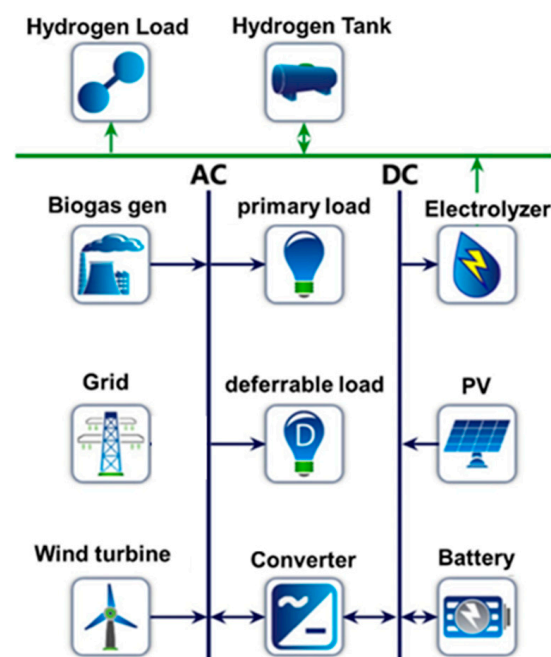 Hydrogen Load Hydrogen Tank
AC DC
Biogas gen primary load Electrolyzer
Grid deferrable load PV
D
Wind turbine Converter Battery